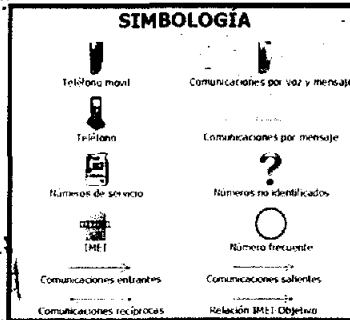 SIMBOLOGÍA
Teléfono movil
Comunicaciones por voz y mensaje
Teléfono
Comunicaciones por mensaje
Números de servicio
Números no identificados
IMEI
Número frecuente
Comunicaciones entrantes
Comunicaciones salientes
Comunicaciones recíprocas
Relación IMEI-Objetivo